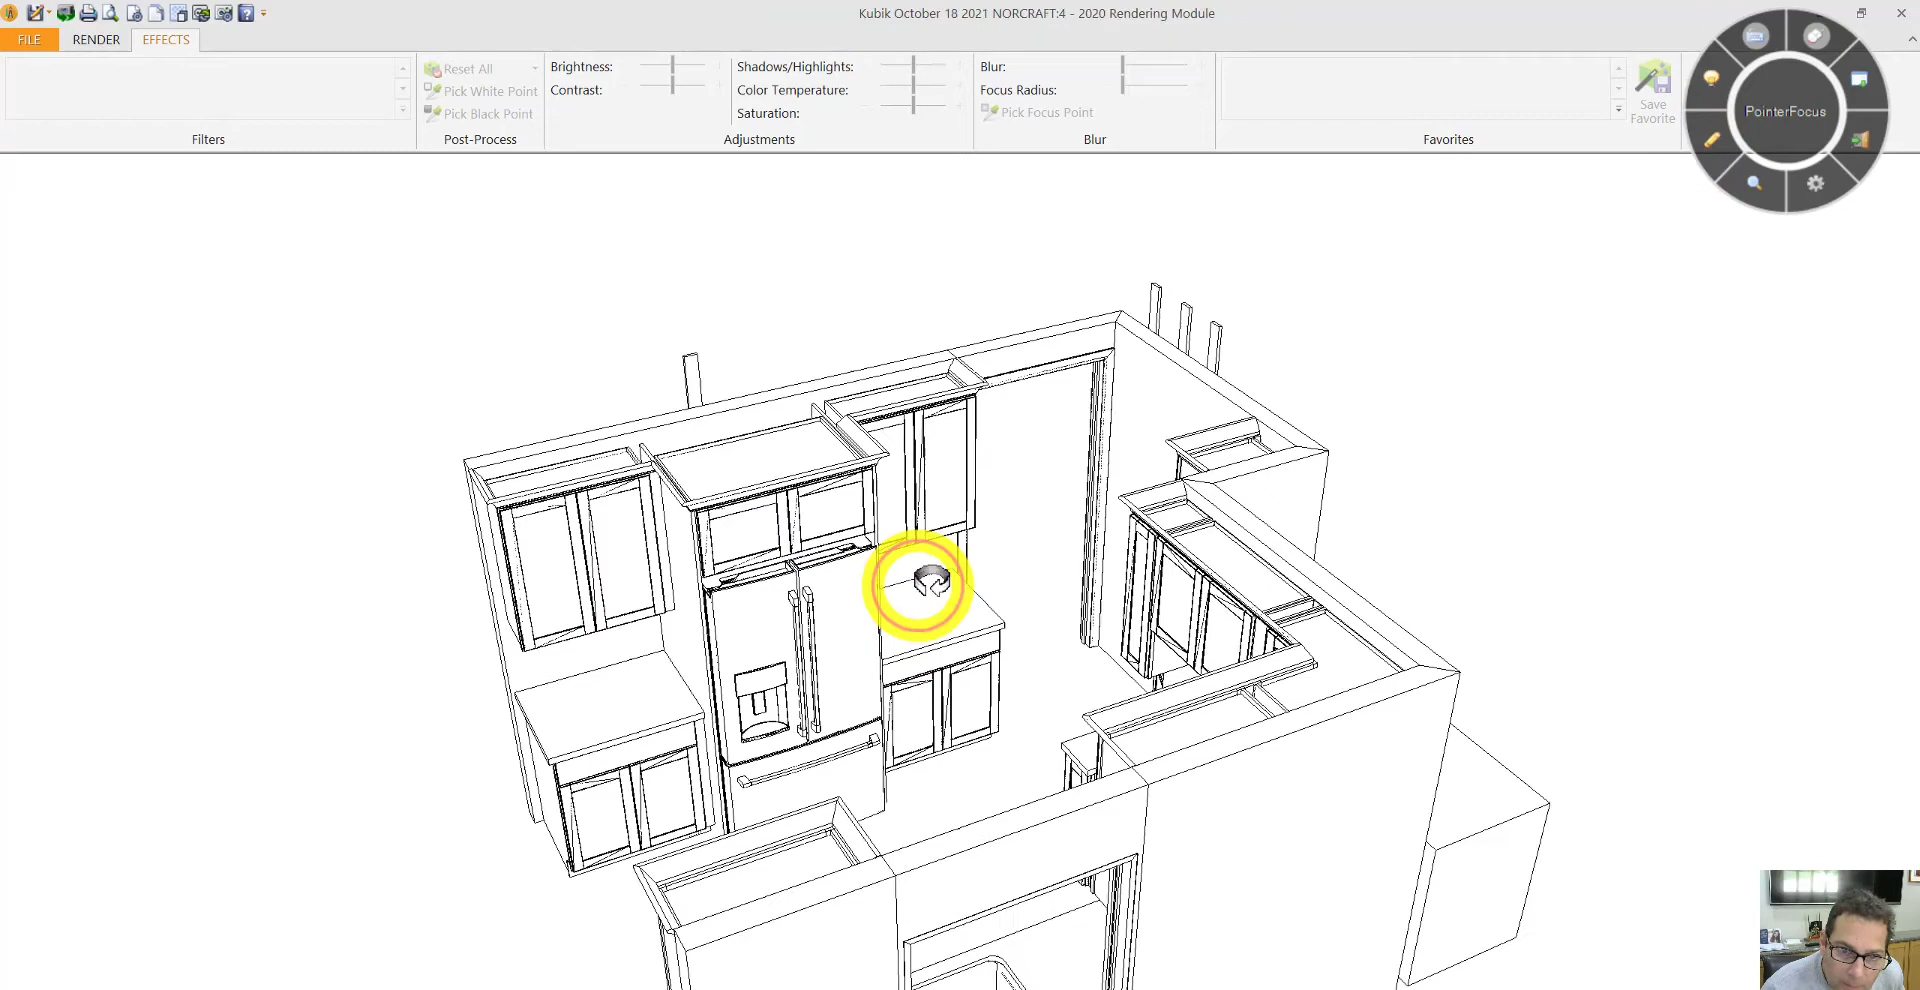 Kubik October 18 2021 NORCRAFT:4 - 2020 Rendering Module
FILE RENDER EFFECTS
Reset All
Pick White Point
Pick Black Point
Brightness:
Contrast:
Shadows/Highlights:
Color Temperature:
Saturation:
Blur:
Focus Radius:
Pick Focus Point
Save
Favorite
Filters Post-Process Adjustments Blur Favorites
PointerFocus